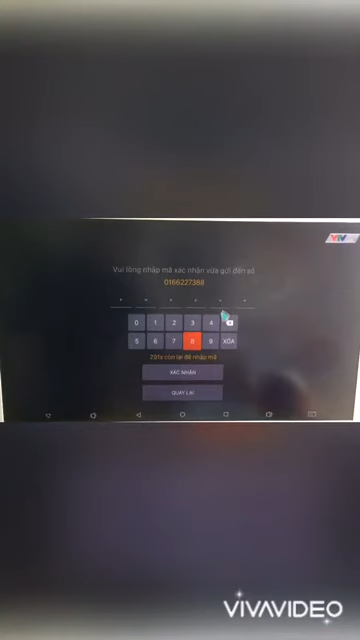 VTV
Vui lòng nhập mã xác nhận vừa gửi đến số
0166227388
0 1 2 3 4
5 6 7 8 9 XÓA
231s còn lại để nhập mã
XÁC NHẬN
QUAY LẠI
VIVAVIDEO